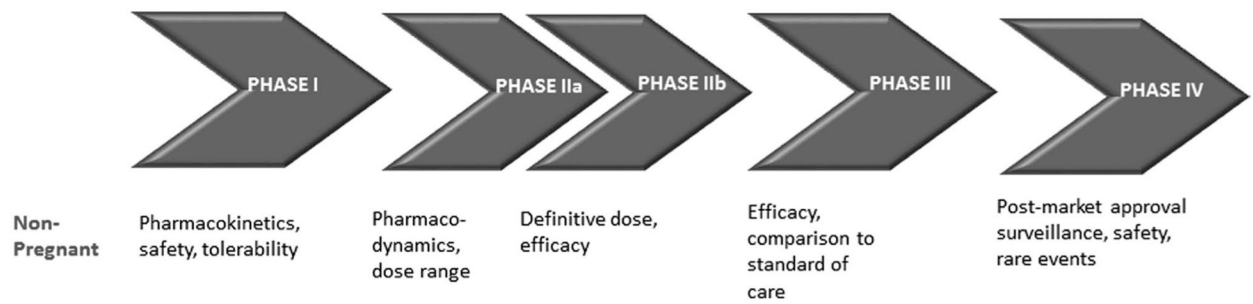 PHASE I
PHASE IIa
PHASE IIb
PHASE III
PHASE IV
Non-
Pregnant
Pharmacokinetics,
safety, tolerability
Pharmaco-
dynamics,
dose range
Definitive dose,
efficacy
Efficacy,
comparison to
standard of
care
Post-market approval
surveillance, safety,
rare events